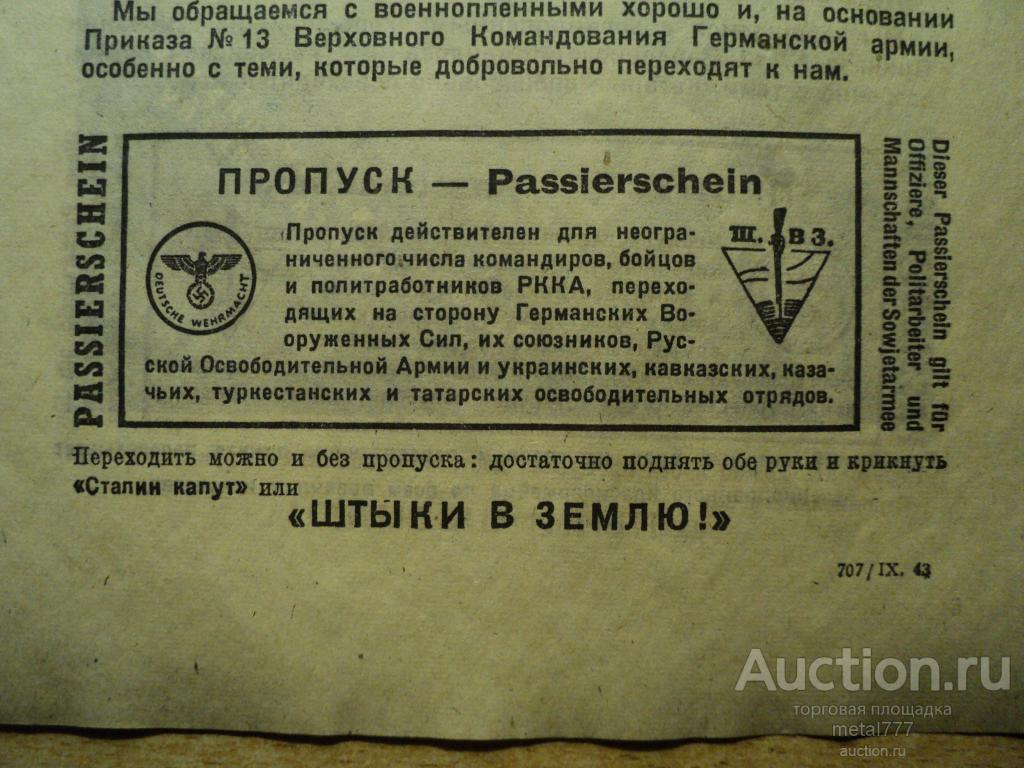 Мы обращаемся с военнопленными хорошо и, на основании
Приказа № 13 Верховного Командования Германской армии,
особенно с теми, которые добровольно переходят к нам.
PASSIERSCHEIN
ПРОПУСК — Passierschein
DEUTSCHE WEHRMACHT
Пропуск действителен для неогра-
ниченного числа командиров, бойцов
и политработников РККА, перехо-
дящих на сторону Германских Во-
оруженных Сил, их союзников, Рус-
ской Освободительной Армии и украинских, кавказских, каза-
чьих, туркестанских и татарских освободительных отрядов.
Ш. В З.
Dieser Passierschein gilt für
Offiziere, Politarbeiter und
Mannschaften der Sowjetarmee
Переходить можно и без пропуска: достаточно поднять обе руки и крикнуть
«Сталин капут» или
«ШТЫКИ В ЗЕМЛЮ!»
707/IX. 43
Auction.ru
торговая площадка
metal777
auction.ru